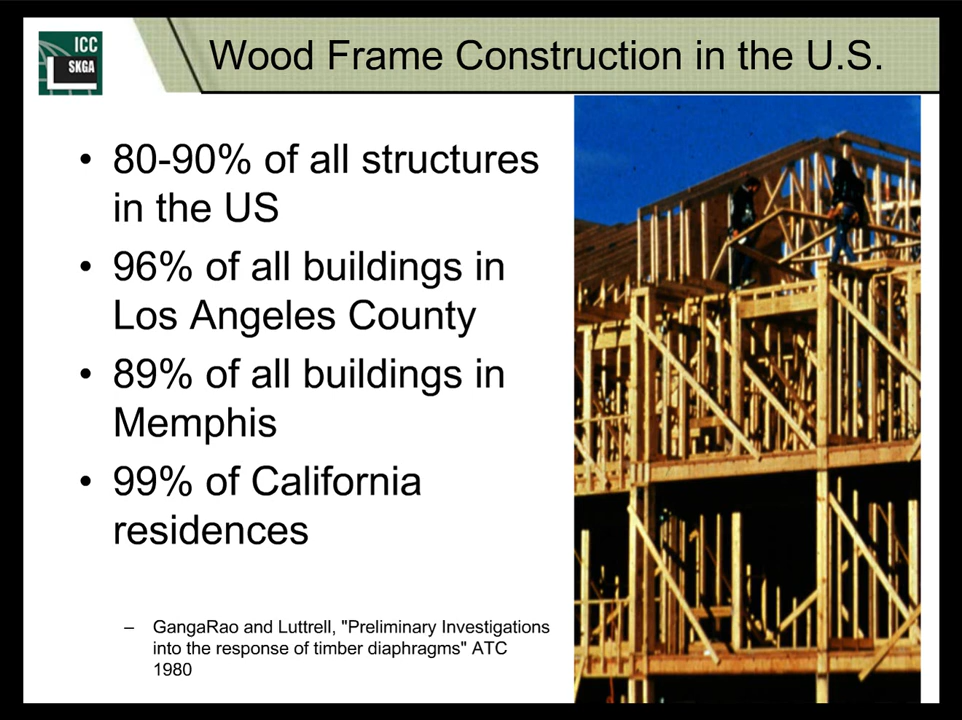 ICC
SKGA
Wood Frame Construction in the U.S.
• 80-90% of all structures
in the US
• 96% of all buildings in
Los Angeles County
• 89% of all buildings in
Memphis
• 99% of California
residences
– GangaRao and Luttrell, "Preliminary Investigations
into the response of timber diaphragms" ATC
1980